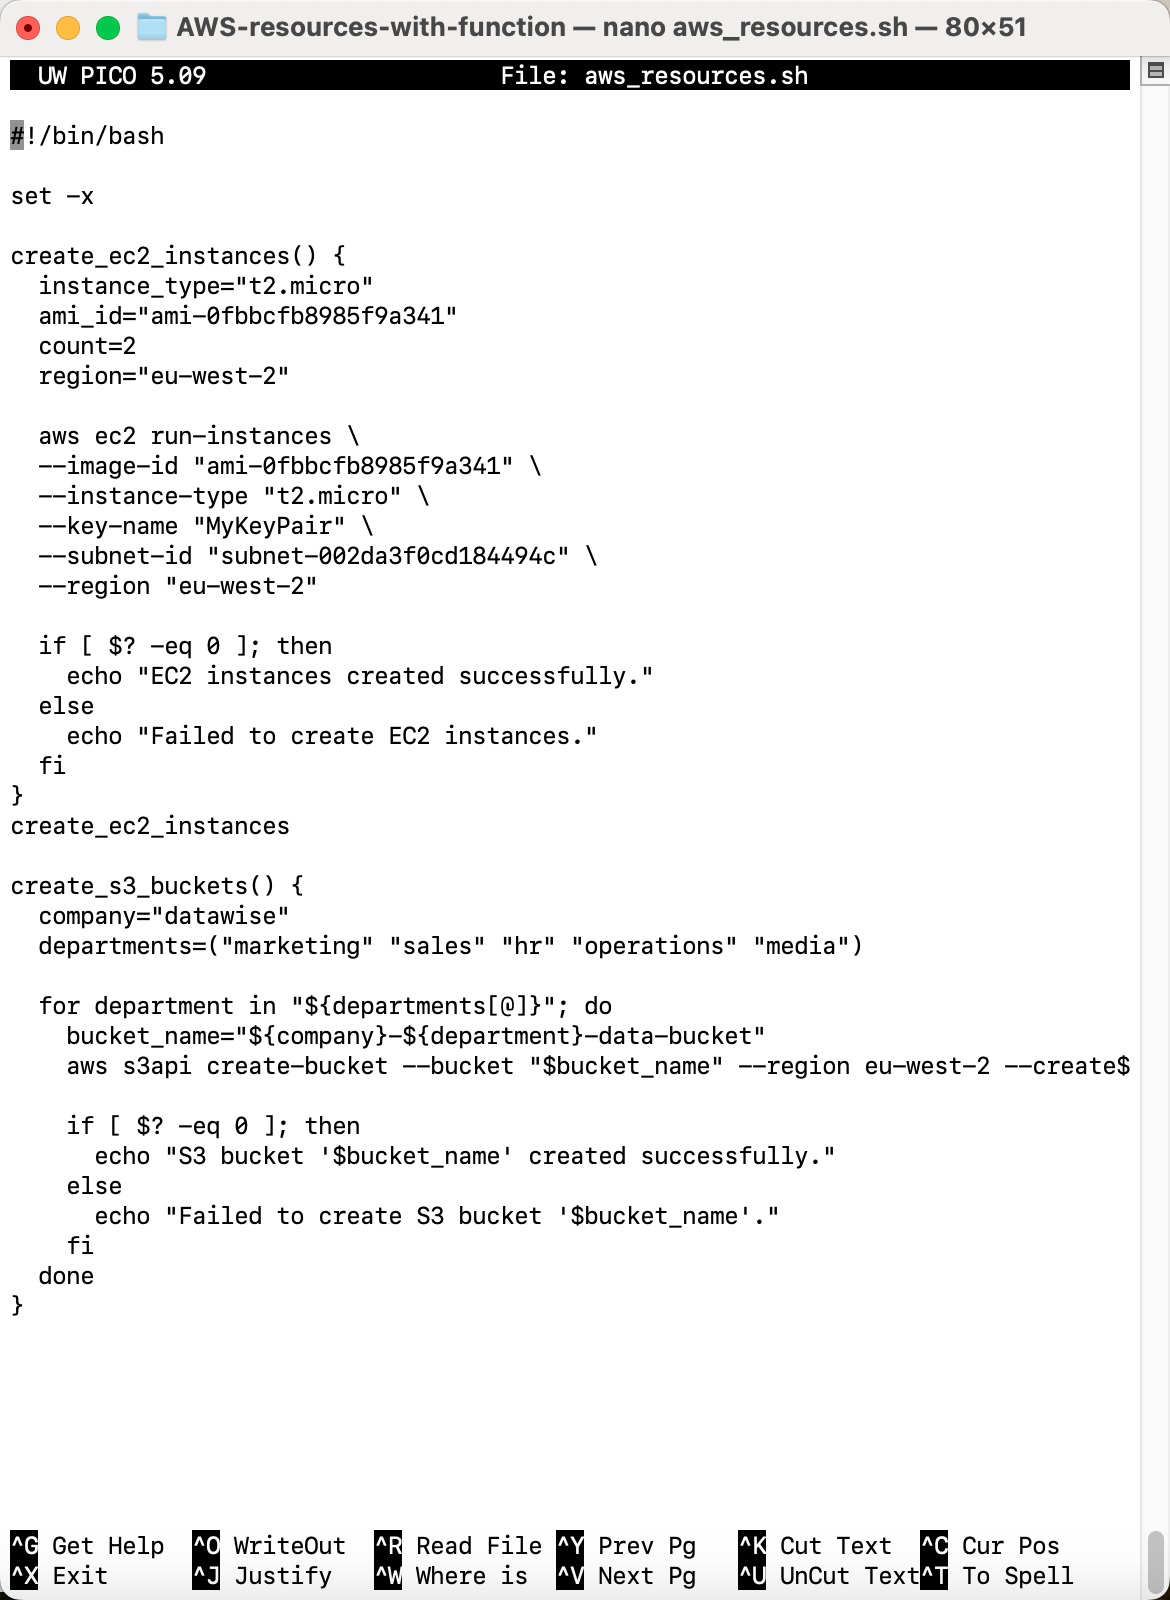 AWS-resources-with-function — nano aws_resources.sh — 80×51
UW PICO 5.09 File: aws_resources.sh
#!/bin/bash
set -x
create_ec2_instances() {
  instance_type="t2.micro"
  ami_id="ami-0fbbcfb8985f9a341"
  count=2
  region="eu-west-2"
  aws ec2 run-instances \
  --image-id "ami-0fbbcfb8985f9a341" \
  --instance-type "t2.micro" \
  --key-name "MyKeyPair" \
  --subnet-id "subnet-002da3f0cd184494c" \
  --region "eu-west-2"
  if [ $? -eq 0 ]; then
    echo "EC2 instances created successfully."
  else
    echo "Failed to create EC2 instances."
  fi
}
create_ec2_instances
create_s3_buckets() {
  company="datawise"
  departments=("marketing" "sales" "hr" "operations" "media")
  for department in "${departments[@]}"; do
    bucket_name="${company}-${department}-data-bucket"
    aws s3api create-bucket --bucket "$bucket_name" --region eu-west-2 --create$
    if [ $? -eq 0 ]; then
      echo "S3 bucket '$bucket_name' created successfully."
    else
      echo "Failed to create S3 bucket '$bucket_name'."
    fi
  done
}
^G Get Help ^O WriteOut ^R Read File ^Y Prev Pg ^K Cut Text ^C Cur Pos
^X Exit ^J Justify ^W Where is ^V Next Pg ^U UnCut Text ^T To Spell